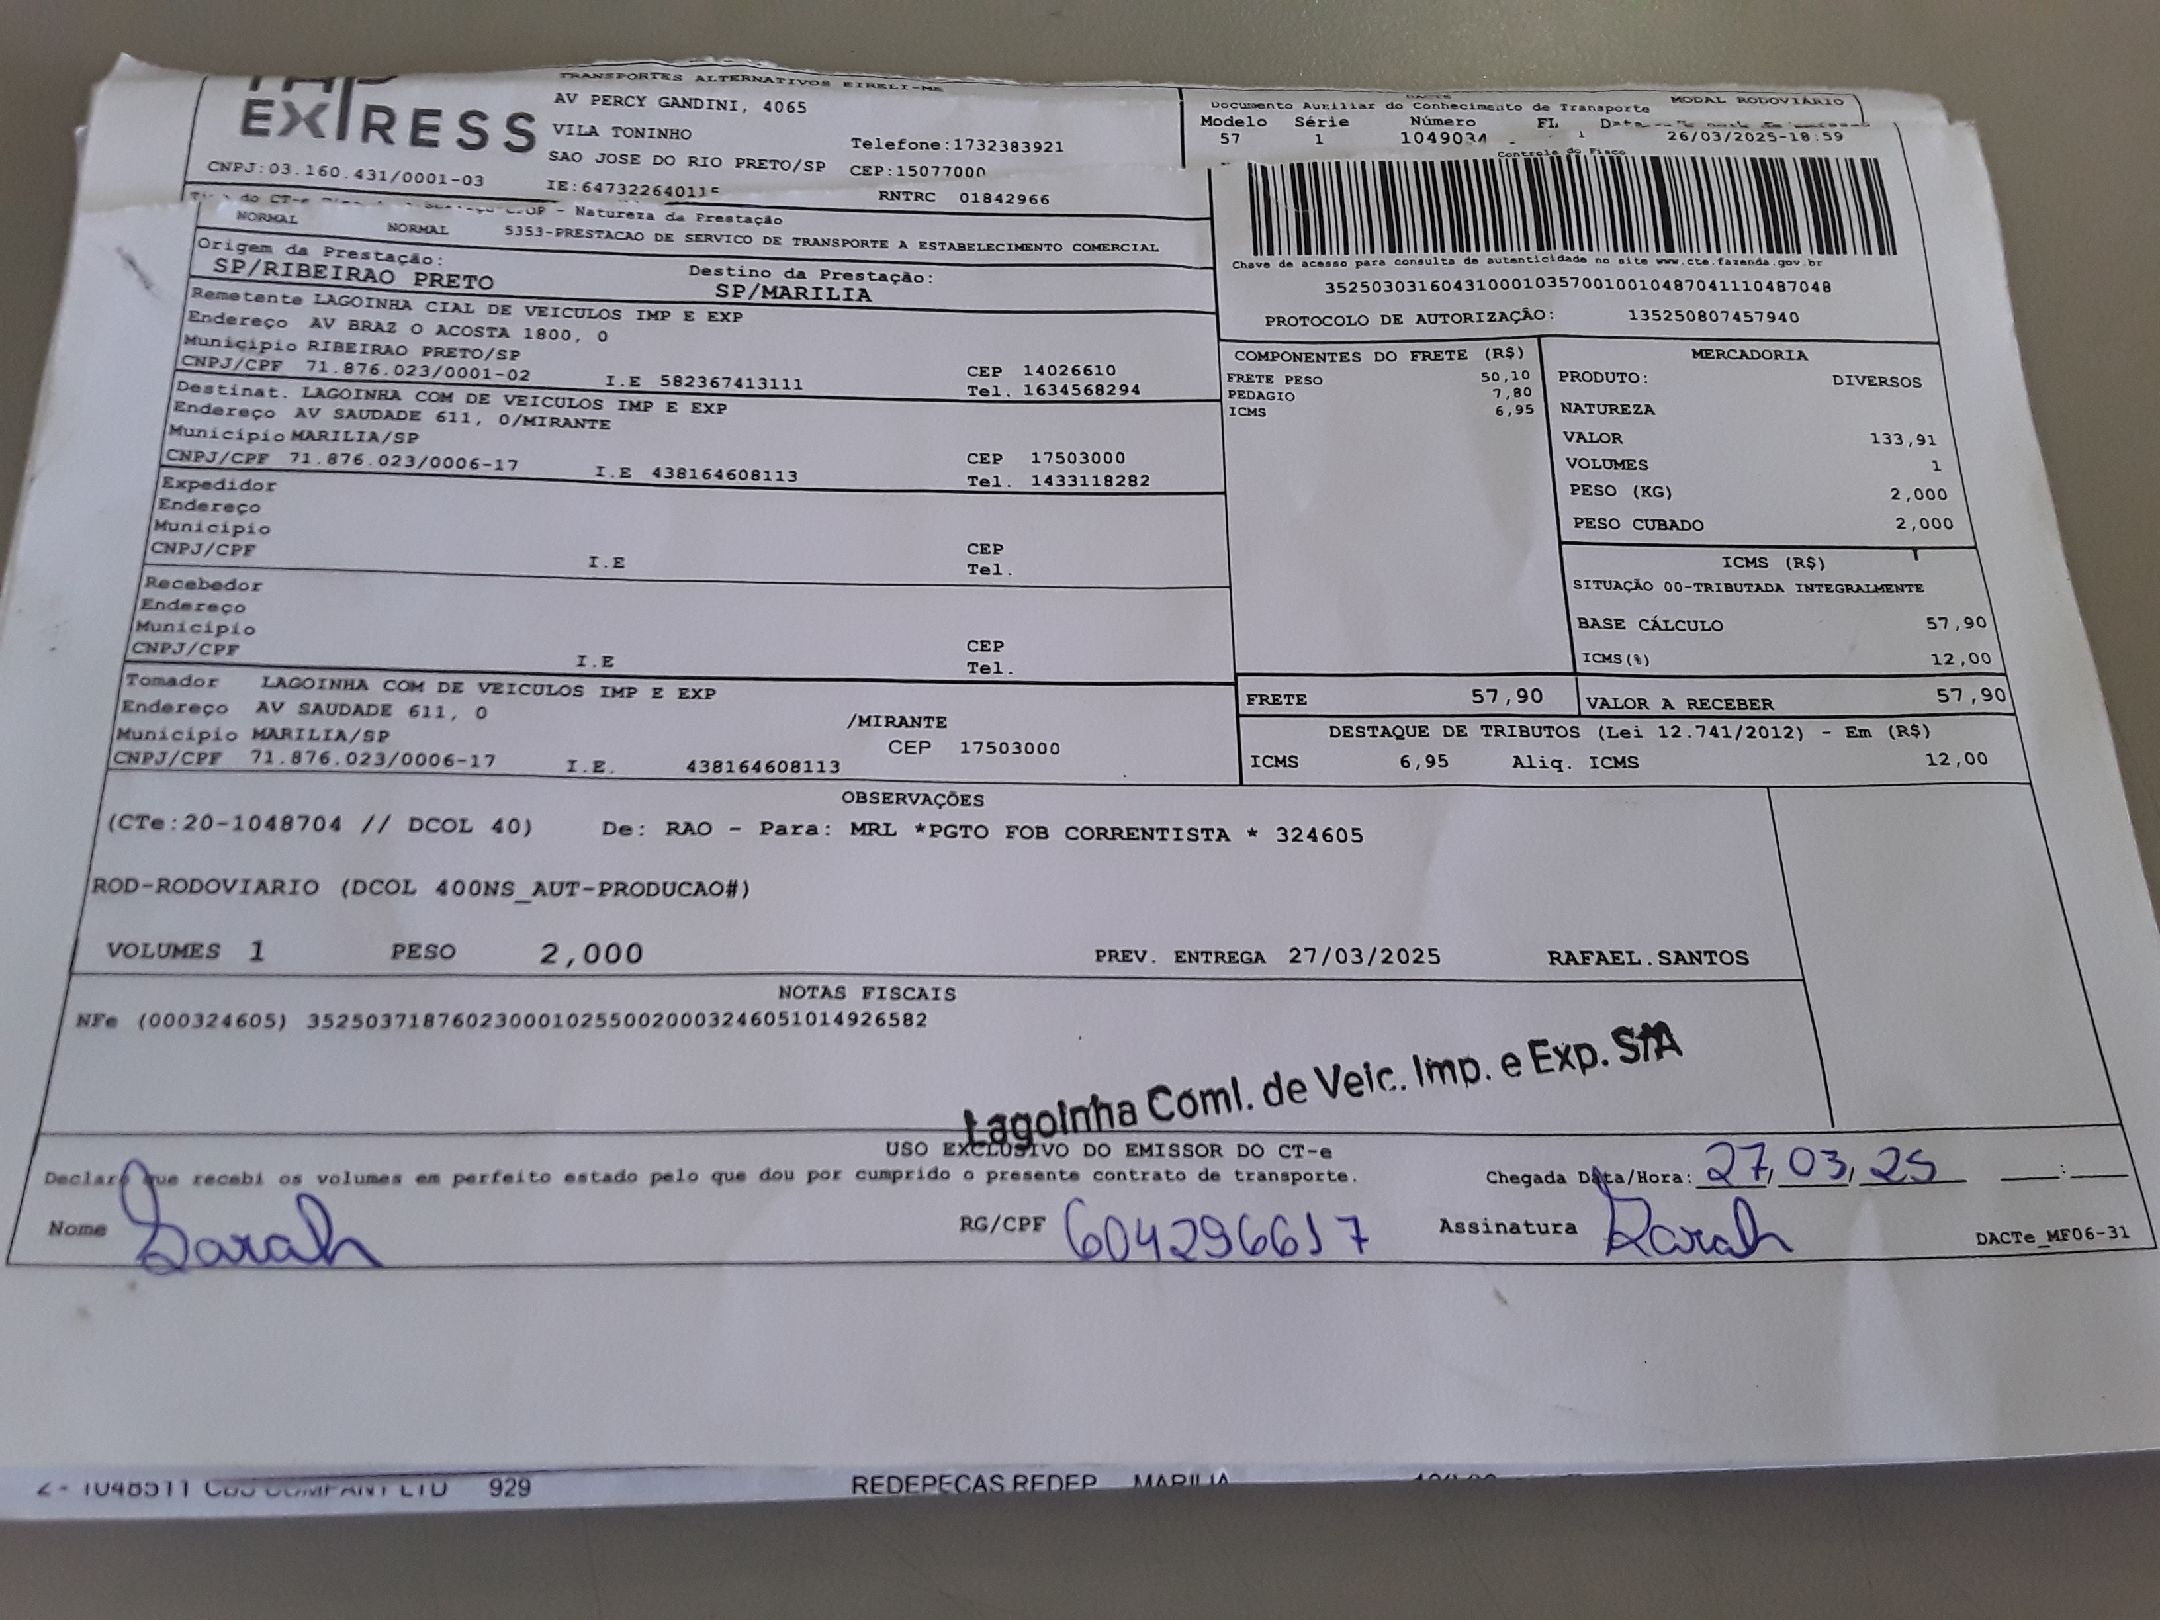 EXPRESS
TRANSPORTES ALTERNATIVOS EIRELI-ME
AV PERCY GANDINI, 4065
VILA TONINHO
Telefone:1732383921
SAO JOSE DO RIO PRETO/SP CEP:15077000
CNPJ:03.160.431/0001-03
IE:647322640115
RNTRC 01842966
Documento Auxiliar do Conhecimento de Transporte
MODAL RODOVIÁRIO
Modelo Série Número FL
57 1 1049034 1 26/03/2025-18:59
Controle do Fisco
Natureza da Prestação
NORMAL NORMAL 5353-PRESTACAO DE SERVICO DE TRANSPORTE A ESTABELECIMENTO COMERCIAL
Chave de acesso para consulta de autenticidade no site www.cte.fazenda.gov.br
35250303160431000103570010010487041110487048
PROTOCOLO DE AUTORIZAÇÃO: 135250807457940
Origem da Prestação:
SP/RIBEIRAO PRETO
Destino da Prestação:
SP/MARILIA
Remetente LAGOINHA CIAL DE VEICULOS IMP E EXP
Endereço AV BRAZ O ACOSTA 1800, 0
Município RIBEIRAO PRETO/SP
CEP 14026610
CNPJ/CPF 71.876.023/0001-02 I.E 582367413111 Tel. 1634568294
Destinat. LAGOINHA COM DE VEICULOS IMP E EXP
Endereço AV SAUDADE 611, 0/MIRANTE
Município MARILIA/SP
CEP 17503000
CNPJ/CPF 71.876.023/0006-17 I.E 438164608113 Tel. 1433118282
Expedidor
Endereço
Município
CEP
CNPJ/CPF I.E Tel.
Recebedor
Endereço
Município
CEP
CNPJ/CPF I.E Tel.
Tomador LAGOINHA COM DE VEICULOS IMP E EXP
Endereço AV SAUDADE 611, 0 /MIRANTE
Município MARILIA/SP CEP 17503000
CNPJ/CPF 71.876.023/0006-17 I.E. 438164608113
COMPONENTES DO FRETE (R$)
FRETE PESO 50,10
PEDAGIO 7,80
ICMS 6,95
MERCADORIA
PRODUTO: DIVERSOS
NATUREZA
VALOR 133,91
VOLUMES 1
PESO (KG) 2,000
PESO CUBADO 2,000
ICMS (R$)
SITUAÇÃO 00-TRIBUTADA INTEGRALMENTE
BASE CÁLCULO 57,90
ICMS(%) 12,00
FRETE 57,90 VALOR A RECEBER 57,90
DESTAQUE DE TRIBUTOS (Lei 12.741/2012) - Em (R$)
ICMS 6,95 Aliq. ICMS 12,00
OBSERVAÇÕES
(CTe:20-1048704 // DCOL 40) De: RAO - Para: MRL *PGTO FOB CORRENTISTA * 324605
ROD-RODOVIARIO (DCOL 400NS_AUT-PRODUCAO#)
VOLUMES 1 PESO 2,000 PREV. ENTREGA 27/03/2025 RAFAEL.SANTOS
NOTAS FISCAIS
NFe (000324605) 35250371876023000102550020003246051014926582
Lagoinha Coml. de Veic. Imp. e Exp. S/A
USO EXCLUSIVO DO EMISSOR DO CT-e
Declaro que recebi os volumes em perfeito estado pelo que dou por cumprido o presente contrato de transporte.
Chegada Data/Hora: 27/03/25 :
Nome Sarah RG/CPF 604296617 Assinatura Sarah
DACTe_MF06-31
929 REDEPECAS REDEP MARILIA